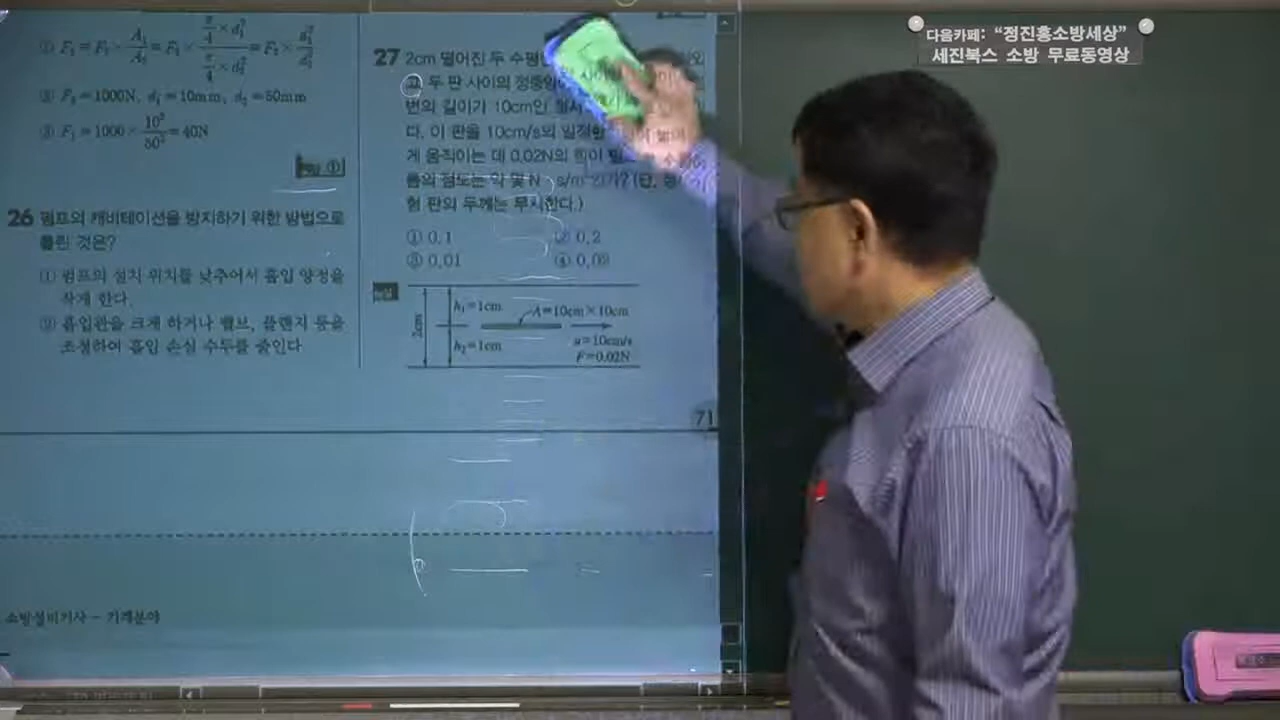 다음카페: "정진홍소방세상"
세진북스 소방 무료동영상
① F₁ = F₂ × A₁/A₂ = F₂ × (π/4 × d₁²)/(π/4 × d₂²) = F₂ × d₁²/d₂²
② F₂ = 1000N, d₁ = 10mm, d₂ = 50mm
③ F₁ = 1000 × 10²/50² = 40N
①
26 펌프의 캐비테이션을 방지하기 위한 방법으로
틀린 것은?
① 펌프의 설치 위치를 낮추어서 흡입 양정을
작게 한다.
② 흡입관을 크게 하거나 밸브, 플랜지 등을
조정하여 흡입 손실 수두를 줄인다
27 2cm 떨어진 두 수평한
고, 두 판 사이의 정중앙에
변의 길이가 10cm인
다. 이 판을 10cm/s의 일정한
게 움직이는 데 0.02N의 힘이
름의 점도는 약 몇 N · s/m²인가? (단,
험 판의 두께는 무시한다.)
① 0.1 ② 0.2
③ 0.01 ④ 0.02
해설
2cm
h₁=1cm A=10cm×10cm
h₂=1cm u=10cm/s
F=0.02N
71
소방설비기사 - 기계분야